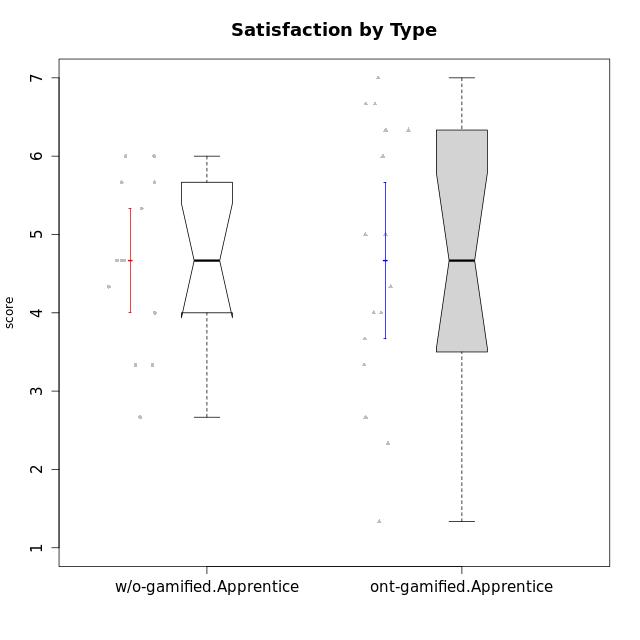 Satisfaction by Type
7
6
5
4
3
2
1
score
w/o-gamified.Apprentice
ont-gamified.Apprentice